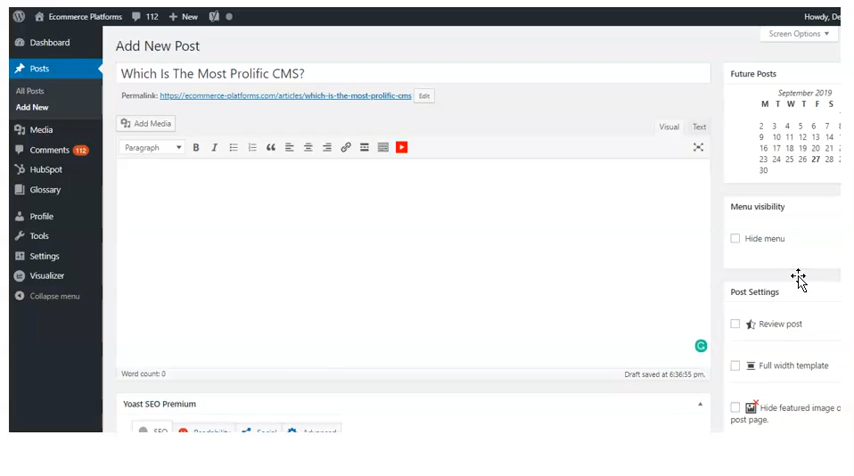 Ecommerce Platforms 112 + New
Howdy, De
Screen Options
Dashboard
Posts
All Posts
Add New
Media
Comments 112
HubSpot
Glossary
Profile
Tools
Settings
Visualizer
Collapse menu
Add New Post
Which Is The Most Prolific CMS?
Permalink: https://ecommerce-platforms.com/articles/which-is-the-most-prolific-cms Edit
Add Media
Visual Text
Paragraph B I
Word count: 0
Draft saved at 6:36:55 pm.
Yoast SEO Premium
SEO Readability Social Advanced
Future Posts
September 2019
M T W T F S
2 3 4 5 6 7 8
9 10 11 12 13 14
16 17 18 19 20 21
23 24 25 26 27 28
30
Menu visibility
Hide menu
Post Settings
Review post
Full width template
Hide featured image
post page.